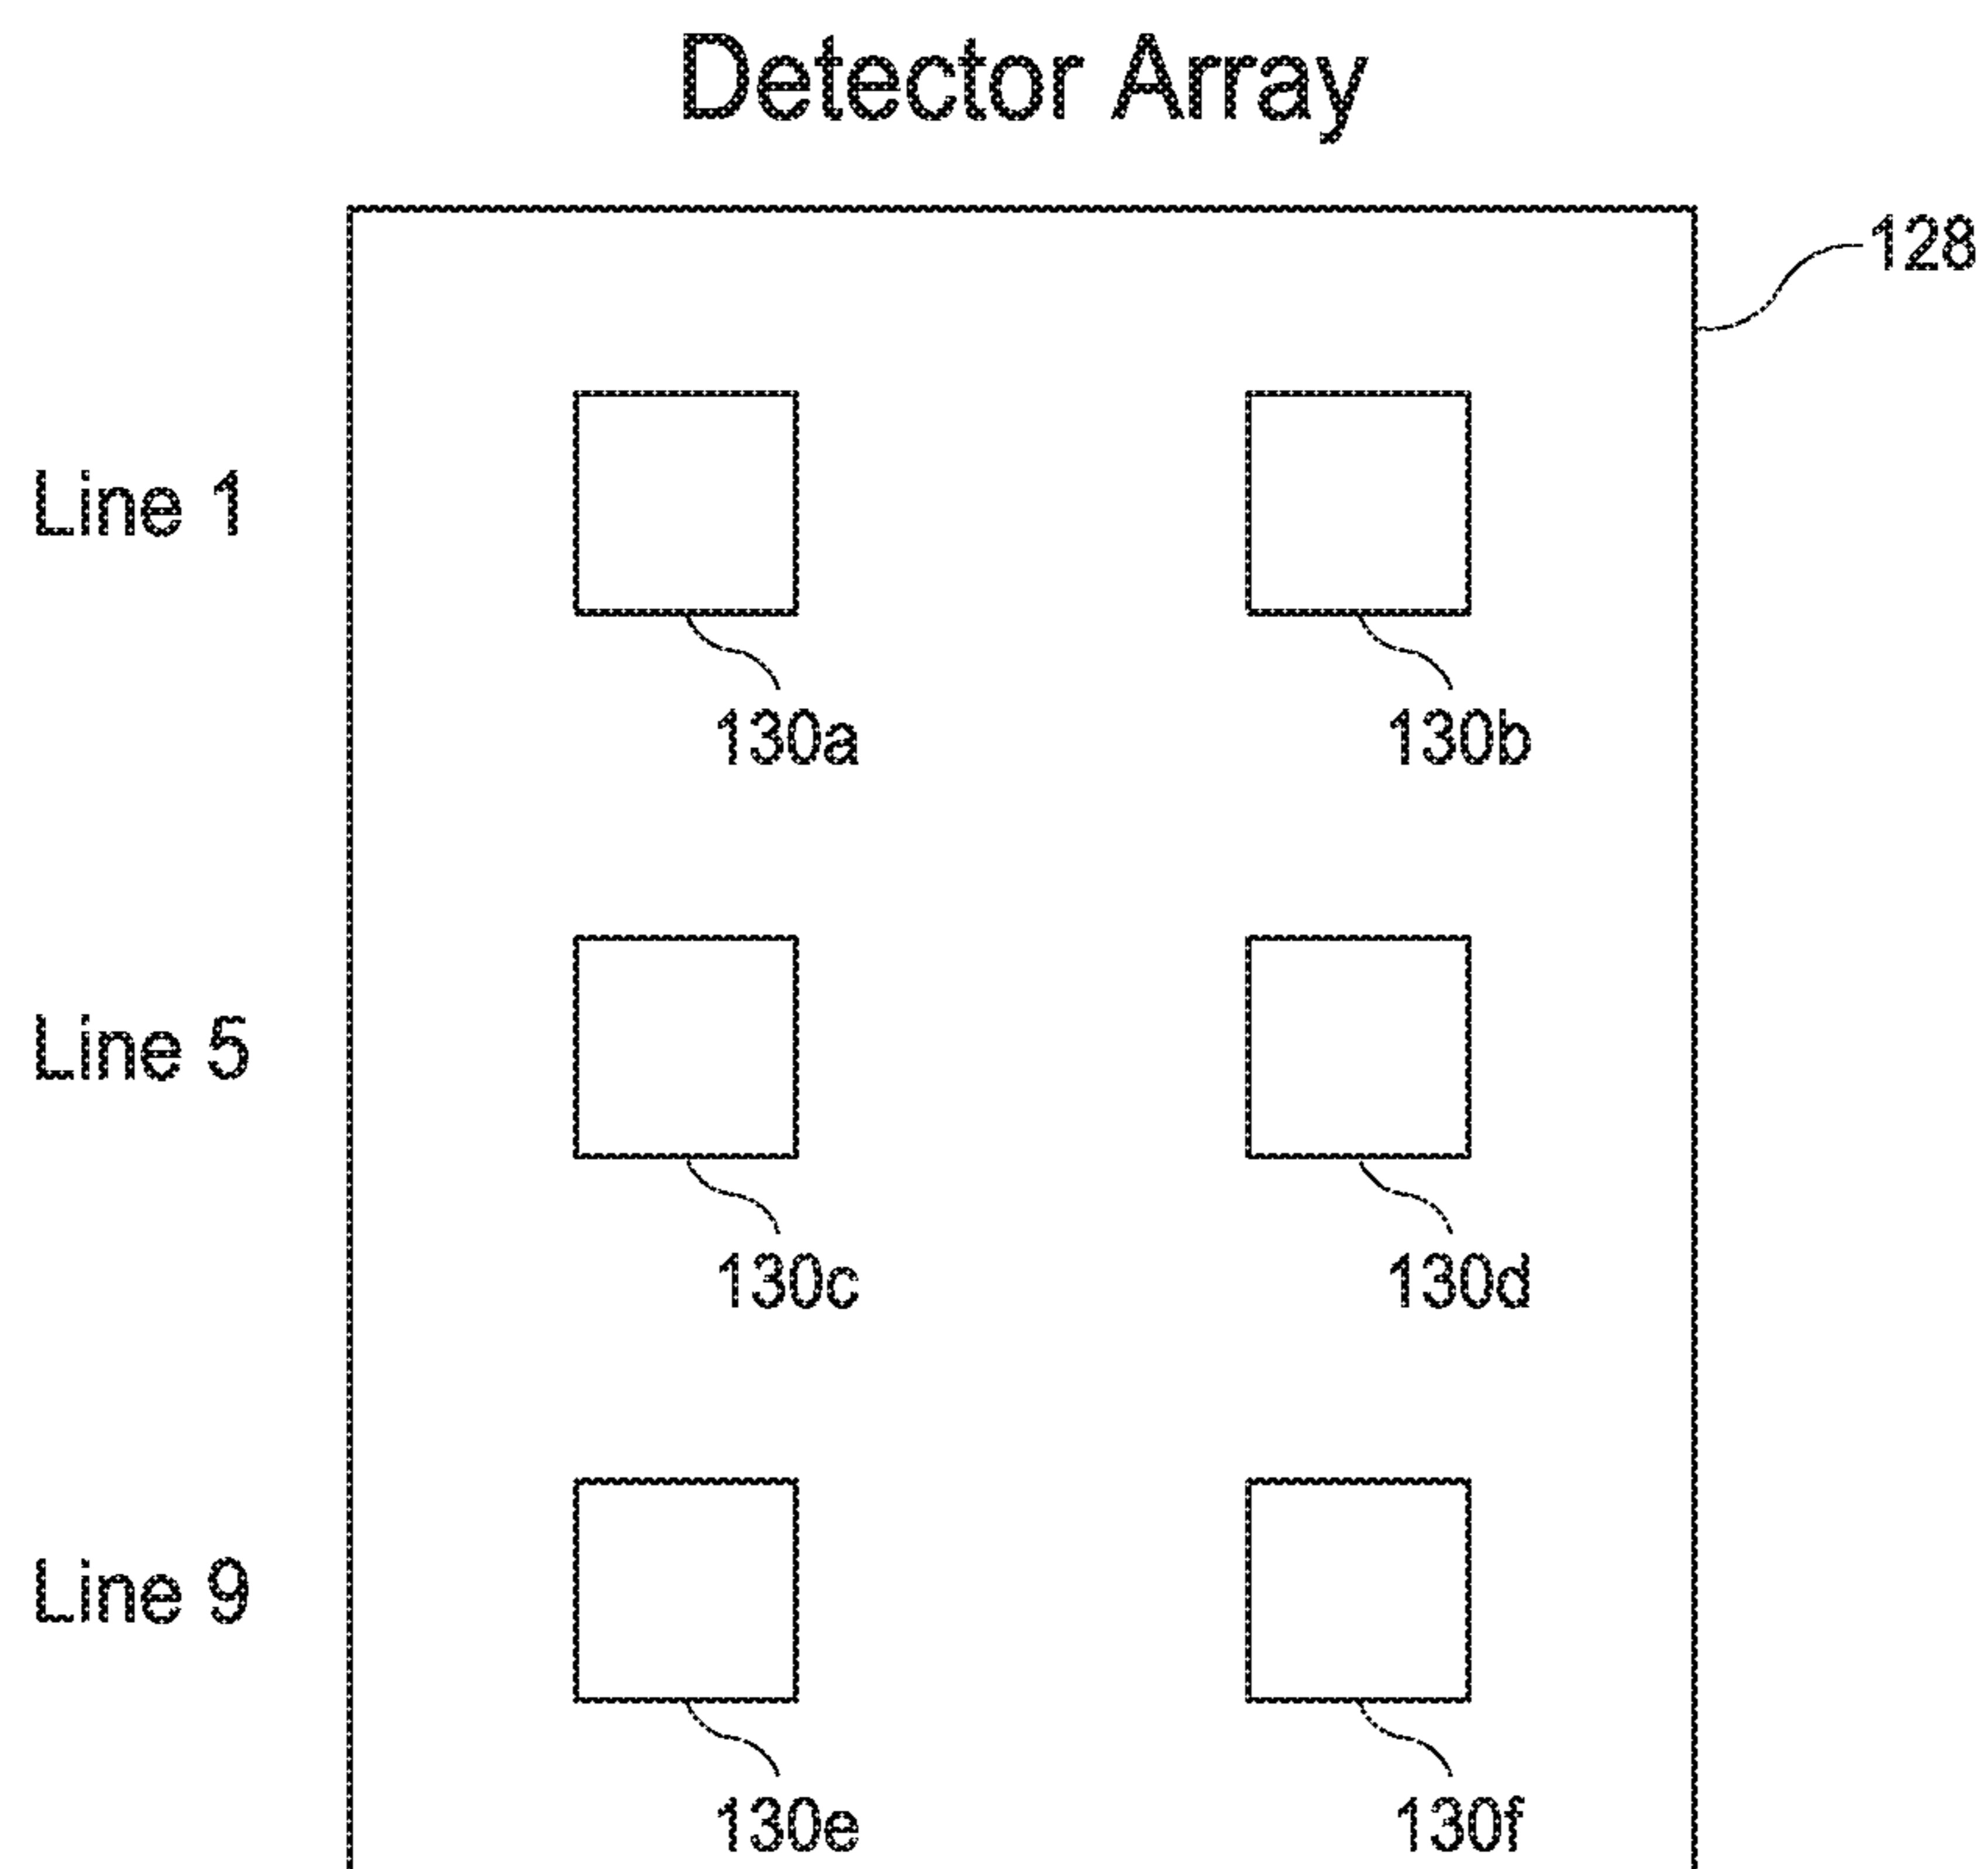 Detector Array
128
Line 1
130a
130b
Line 5
130c
130d
Line 9
130e
130f